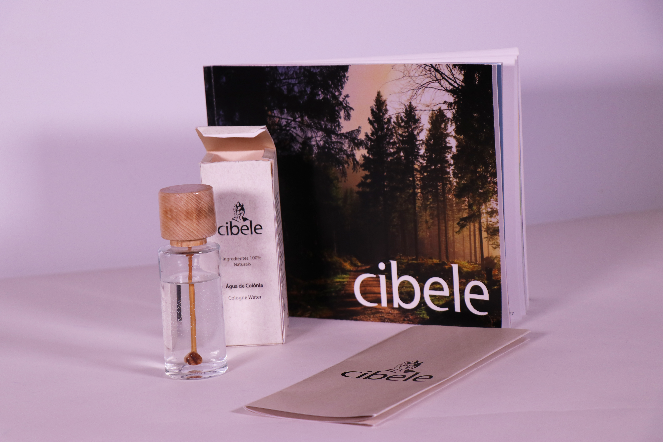 cibele
Ingredientes 100%
Naturais
Água de Colónia
Cologne Water
cibele
cibele